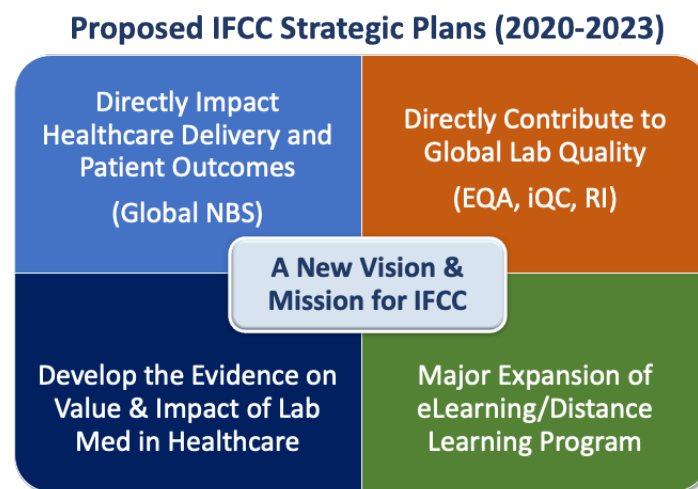 Proposed IFCC Strategic Plans (2020-2023)
Directly Impact
Healthcare Delivery and
Patient Outcomes
(Global NBS)
Directly Contribute to
Global Lab Quality
(EQA, iQC, RI)
A New Vision &
Mission for IFCC
Develop the Evidence on
Value & Impact of Lab
Med in Healthcare
Major Expansion of
eLearning/Distance
Learning Program